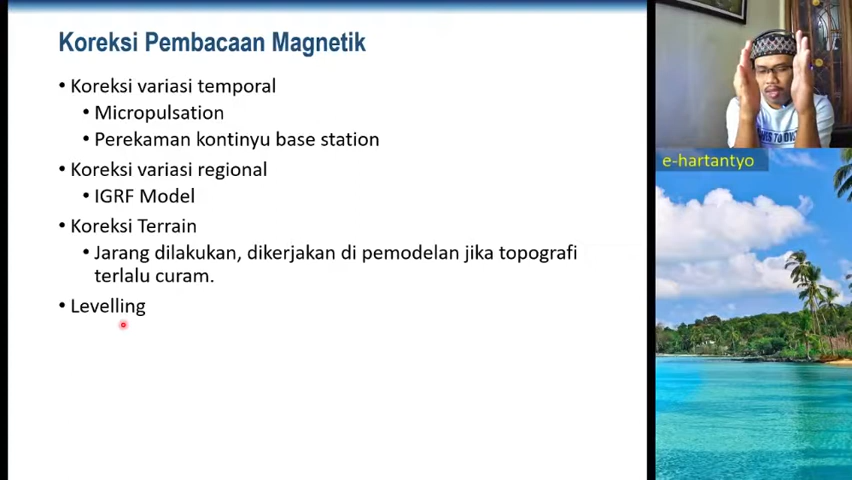 Koreksi Pembacaan Magnetik
• Koreksi variasi temporal
• Micropulsation
• Perekaman kontinyu base station
• Koreksi variasi regional
• IGRF Model
• Koreksi Terrain
• Jarang dilakukan, dikerjakan di pemodelan jika topografi
terlalu curam.
• Levelling
e-hartantyo